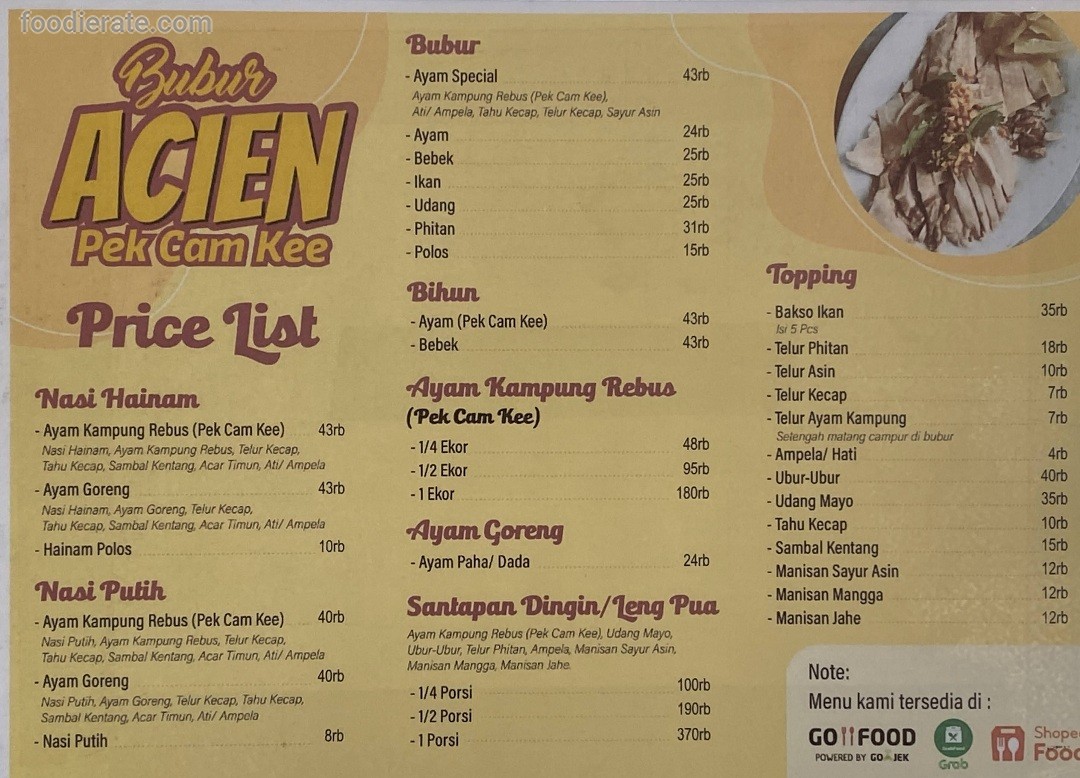 foodierate.com
Bubur
ACIEN
Pek Cam Kee
Price List
Nasi Hainam
- Ayam Kampung Rebus (Pek Cam Kee) 43rb
Nasi Hainam, Ayam Kampung Rebus, Telur Kecap,
Tahu Kecap, Sambal Kentang, Acar Timun, Ati/ Ampela
- Ayam Goreng 43rb
Nasi Hainam, Ayam Goreng, Telur Kecap,
Tahu Kecap, Sambal Kentang, Acar Timun, Ati/ Ampela
- Hainam Polos 10rb
Nasi Putih
- Ayam Kampung Rebus (Pek Cam Kee) 40rb
Nasi Putih, Ayam Kampung Rebus, Telur Kecap,
Tahu Kecap, Sambal Kentang, Acar Timun, Ati/ Ampela
- Ayam Goreng 40rb
Nasi Putih, Ayam Goreng, Telur Kecap, Tahu Kecap,
Sambal Kentang, Acar Timun, Ati/ Ampela
- Nasi Putih 8rb
Bubur
- Ayam Special 43rb
Ayam Kampung Rebus (Pek Cam Kee),
Ati/ Ampela, Tahu Kecap, Telur Kecap, Sayur Asin
- Ayam 24rb
- Bebek 25rb
- Ikan 25rb
- Udang 25rb
- Phitan 31rb
- Polos 15rb
Bihun
- Ayam (Pek Cam Kee) 43rb
- Bebek 43rb
Ayam Kampung Rebus
(Pek Cam Kee)
- 1/4 Ekor 48rb
- 1/2 Ekor 95rb
- 1 Ekor 180rb
Ayam Goreng
- Ayam Paha/ Dada 24rb
Santapan Dingin/Leng Pua
Ayam Kampung Rebus (Pek Cam Kee), Udang Mayo,
Ubur-Ubur, Telur Phitan, Ampela, Manisan Sayur Asin,
Manisan Mangga, Manisan Jahe.
- 1/4 Porsi 100rb
- 1/2 Porsi 190rb
- 1 Porsi 370rb
Topping
- Bakso Ikan 35rb
Isi 5 Pcs
- Telur Phitan 18rb
- Telur Asin 10rb
- Telur Kecap 7rb
- Telur Ayam Kampung 7rb
Setengah matang campur di bubur
- Ampela/ Hati 4rb
- Ubur-Ubur 40rb
- Udang Mayo 35rb
- Tahu Kecap 10rb
- Sambal Kentang 15rb
- Manisan Sayur Asin 12rb
- Manisan Mangga 12rb
- Manisan Jahe 12rb
Note:
Menu kami tersedia di :
GO FOOD
POWERED BY GOJEK
GrabFood
Grab
Shopee
Food